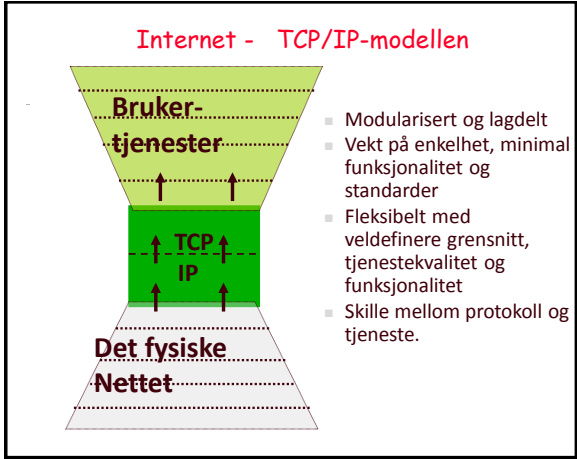 Internet - TCP/IP-modellen
Bruker-
tjenester
TCP
IP
Det fysiske
Nettet
Modularisert og lagdelt
Vekt på enkelhet, minimal
funksjonalitet og
standarder
Fleksibelt med
veldefinere grensnitt,
tjenestekvalitet og
funksjonalitet
Skille mellom protokoll og
tjeneste.